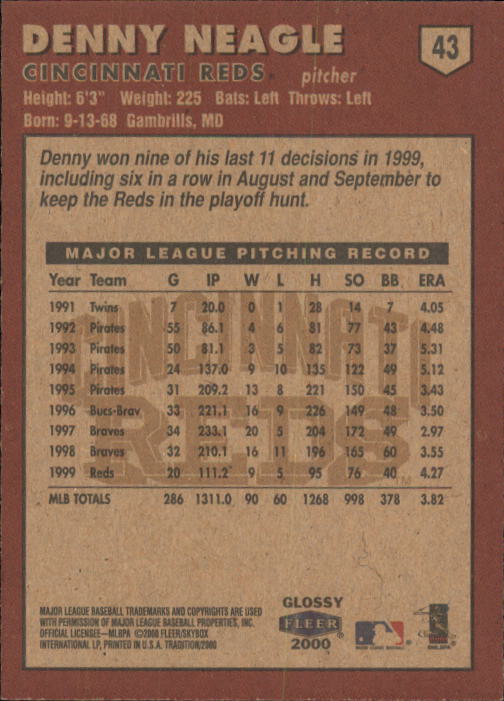 DENNY NEAGLE
43
CINCINNATI REDS pitcher
Height: 6'3" Weight: 225 Bats: Left Throws: Left
Born: 9-13-68 Gambrills, MD
Denny won nine of his last 11 decisions in 1999,
including six in a row in August and September to
keep the Reds in the playoff hunt.
MAJOR LEAGUE PITCHING RECORD
Year Team G IP W L H SO BB ERA
1991 Twins 7 20.0 0 1 28 14 7 4.05
1992 Pirates 55 86.1 4 6 81 77 43 4.48
1993 Pirates 50 81.1 3 5 82 73 37 5.31
1994 Pirates 24 137.0 9 10 135 122 49 5.12
1995 Pirates 31 209.2 13 8 221 150 45 3.43
1996 Bucs-Brav 33 221.1 16 9 226 149 48 3.50
1997 Braves 34 233.1 20 5 204 172 49 2.97
1998 Braves 32 210.1 16 11 196 165 60 3.55
1999 Reds 20 111.2 9 5 95 76 40 4.27
MLB TOTALS 286 1311.0 90 60 1268 998 378 3.82
CINCINNATI
REDS
MAJOR LEAGUE BASEBALL TRADEMARKS AND COPYRIGHTS ARE USED
WITH PERMISSION OF MAJOR LEAGUE BASEBALL PROPERTIES, INC.
OFFICIAL LICENSEE—MLBPA ©2000 FLEER/SKYBOX
INTERNATIONAL LP, PRINTED IN U.S.A. TRADITION/2000
GLOSSY
FLEER
2000